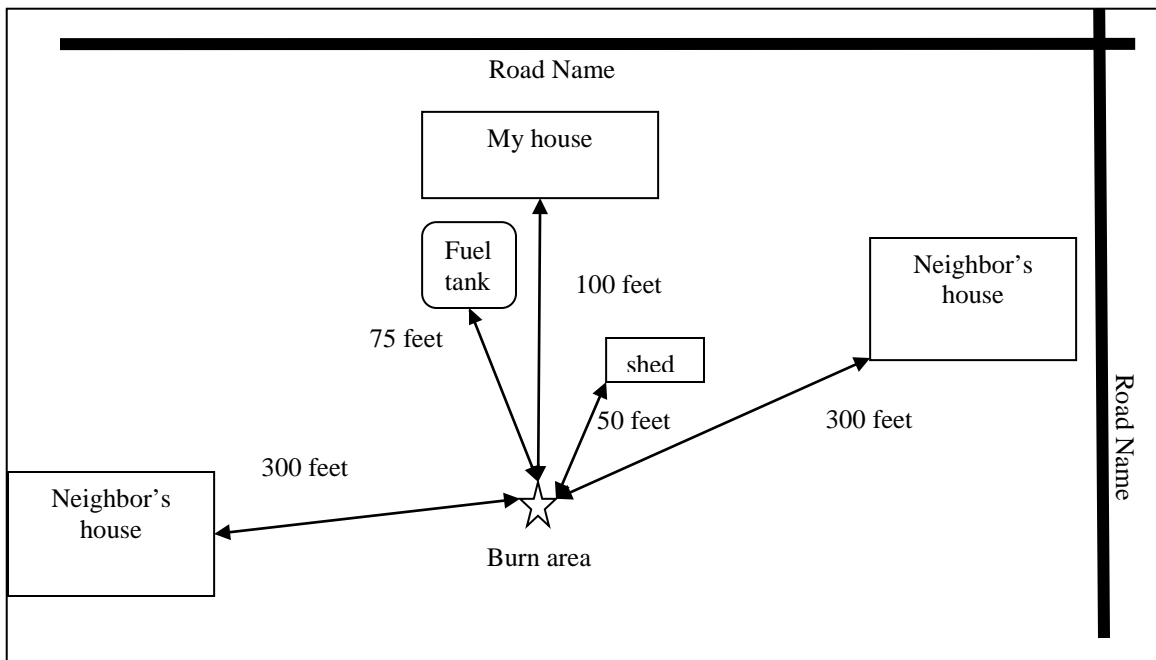 Road Name
My house
Fuel
tank
Neighbor’s
house
100 feet
75 feet
shed
50 feet
300 feet
Road Name
300 feet
Neighbor’s
house
Burn area